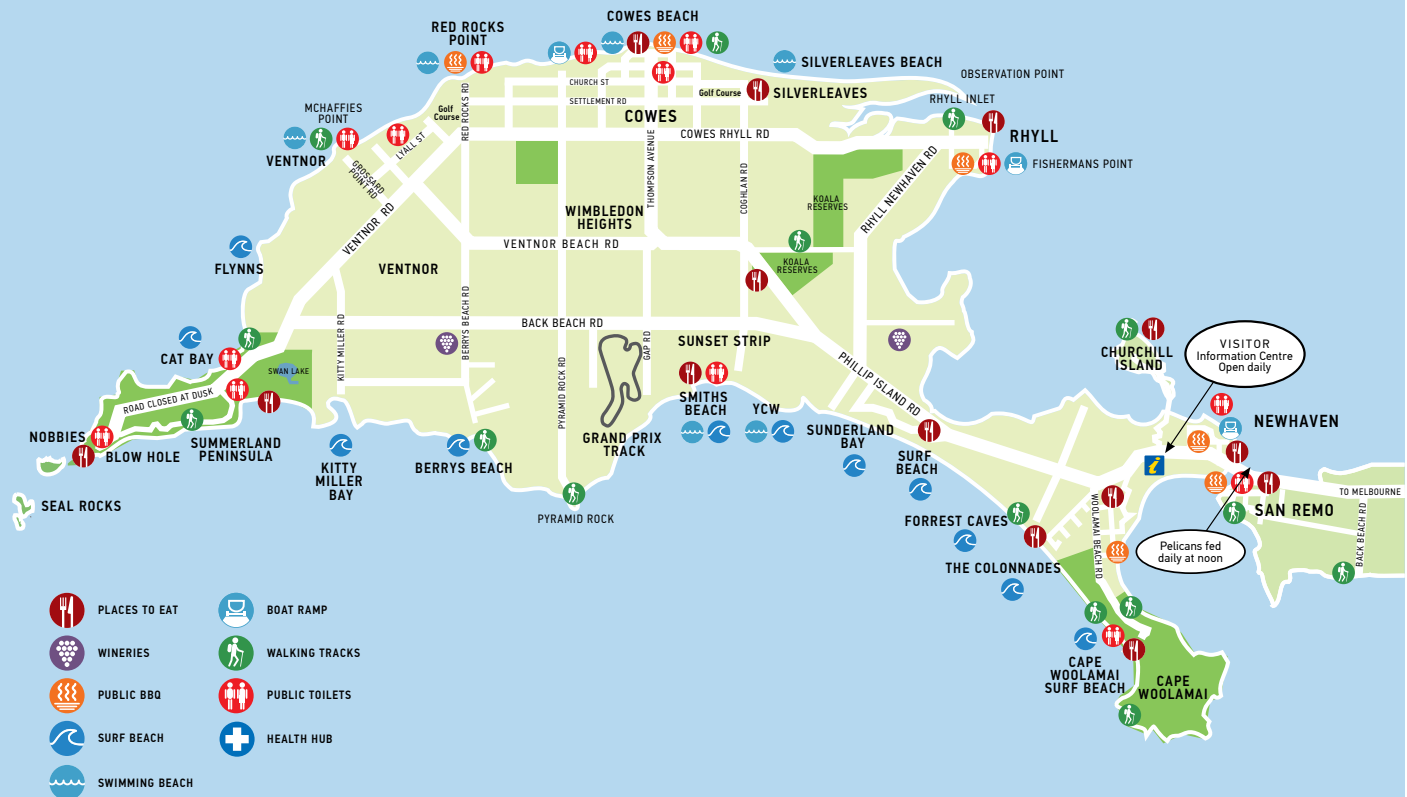 COWES BEACH
RED ROCKS
POINT
SILVERLEAVES BEACH
OBSERVATION POINT
CHURCH ST
Golf Course
SILVERLEAVES
RHYLL INLET
SETTLEMENT RD
MCHAFFIES
POINT
Golf
Course
RED ROCKS RD
COWES
COWES RHYLL RD
RHYLL
LYALL ST
VENTNOR
GROSSARD
POINT RD
THOMPSON AVENUE
COGHLAN RD
RHYLL NEWHAVEN RD
FISHERMANS POINT
KOALA
RESERVES
WIMBLEDON
HEIGHTS
VENTNOR RD
VENTNOR BEACH RD
FLYNNS
VENTNOR
KOALA
RESERVES
BERRYS BEACH RD
BACK BEACH RD
KITTY MILLER RD
GAP RD
SUNSET STRIP
CAT BAY
SWAN LAKE
PYRAMID ROCK RD
PHILLIP ISLAND RD
CHURCHILL
ISLAND
VISITOR
Information Centre
Open daily
ROAD CLOSED AT DUSK
SMITHS
BEACH
YCW
NEWHAVEN
NOBBIES
BLOW HOLE
SUMMERLAND
PENINSULA
KITTY
MILLER
BAY
BERRYS BEACH
GRAND PRIX
TRACK
SUNDERLAND
BAY
SURF
BEACH
i
TO MELBOURNE
SEAL ROCKS
PYRAMID ROCK
FORREST CAVES
WOOLAMAI BEACH RD
SAN REMO
BACK BEACH RD
Pelicans fed
daily at noon
THE COLONNADES
CAPE
WOOLAMAI
SURF BEACH
CAPE
WOOLAMAI
PLACES TO EAT
BOAT RAMP
WINERIES
WALKING TRACKS
PUBLIC BBQ
PUBLIC TOILETS
SURF BEACH
HEALTH HUB
SWIMMING BEACH